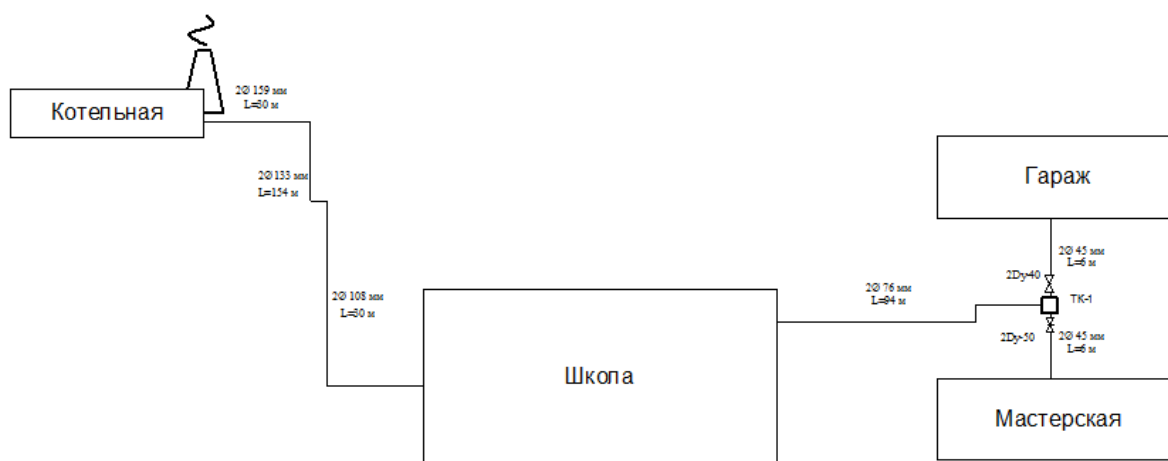 2Ø 159 мм
L=30 м
Котельная
2Ø 133 мм
L=154 м
Гараж
2Ø 45 мм
L=6 м
2Dy-40
2Ø 76 мм
L=94 м
ТК-1
2Ø 108 мм
L=30 м
2Dy-50
2Ø 45 мм
L=6 м
Школа
Мастерская